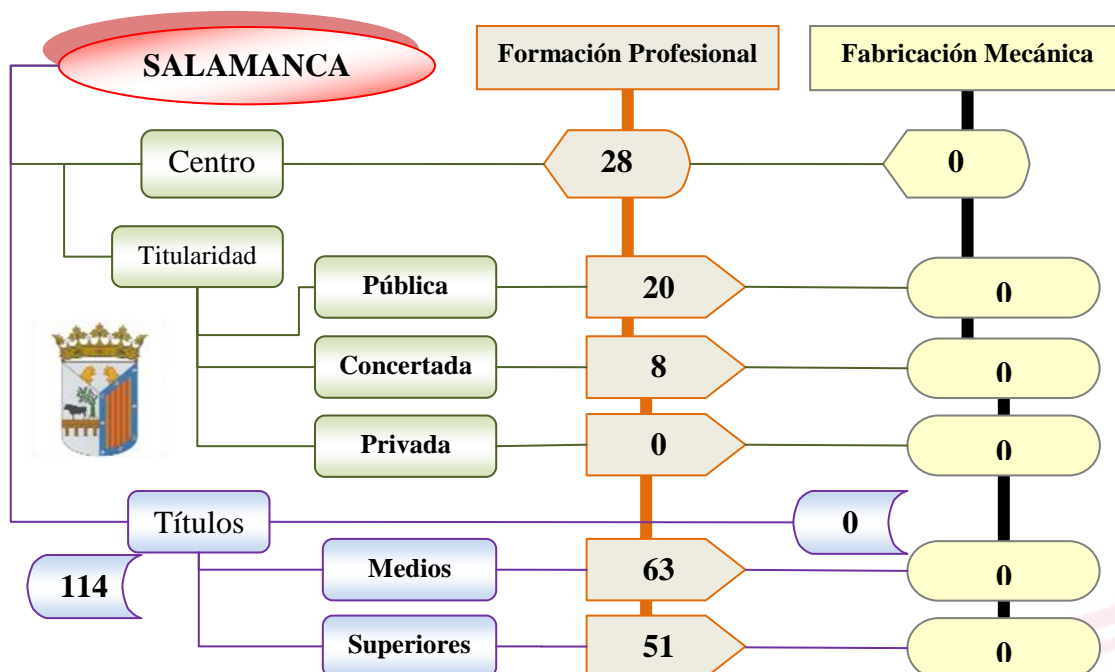 SALAMANCA
Formación Profesional
Fabricación Mecánica
Centro
28
0
Titularidad
Pública
20
0
Concertada
8
0
Privada
0
0
Títulos
0
114
Medios
63
0
Superiores
51
0